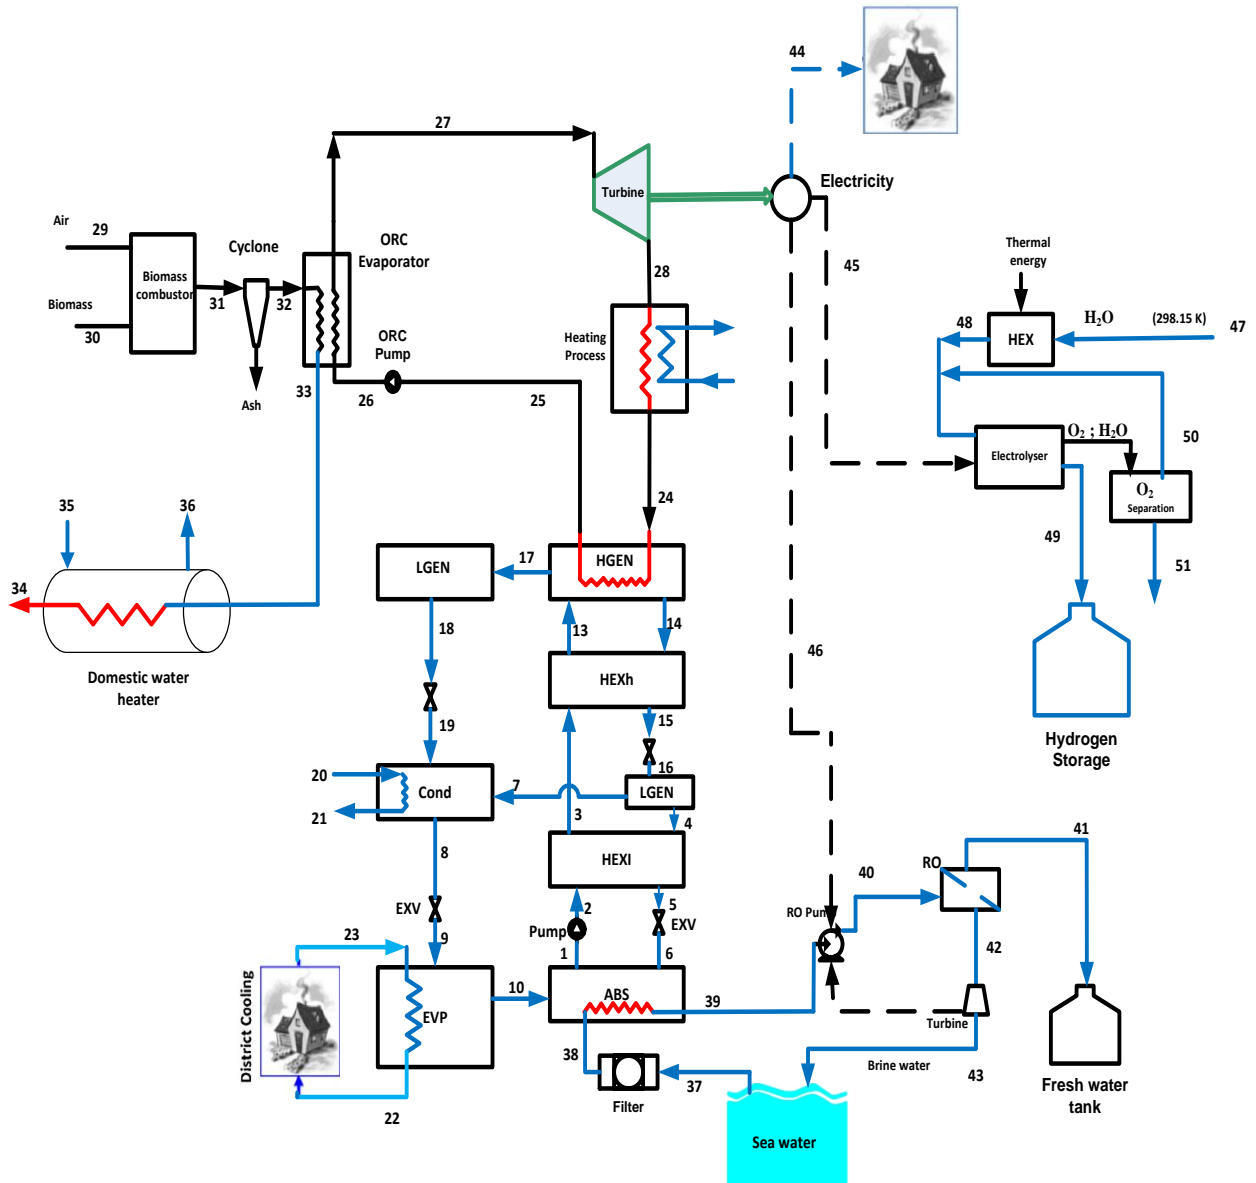 44
27
Turbine
Electricity
Air
29
Cyclone
ORC
Evaporator
28
45
Thermal
energy
Biomass
combustor
31
32
Biomass
30
H₂O
(298.15 K)
47
48
HEX
Heating
Process
ORC
Pump
33
26
25
Ash
O₂ ; H₂O
50
Electrolyser
O₂
Separation
24
35
36
49
51
34
LGEN
17
HGEN
18
13
14
46
Domestic water
heater
HEXh
19
15
Hydrogen
Storage
20
16
7
Cond
LGEN
21
3
4
41
8
HEXI
RO
40
2
5
EXV
EXV
RO Pump
Pump
23
9
1
6
42
District Cooling
10
ABS
39
EVP
Turbine
38
37
Brine water
43
Fresh water
tank
22
Filter
Sea water